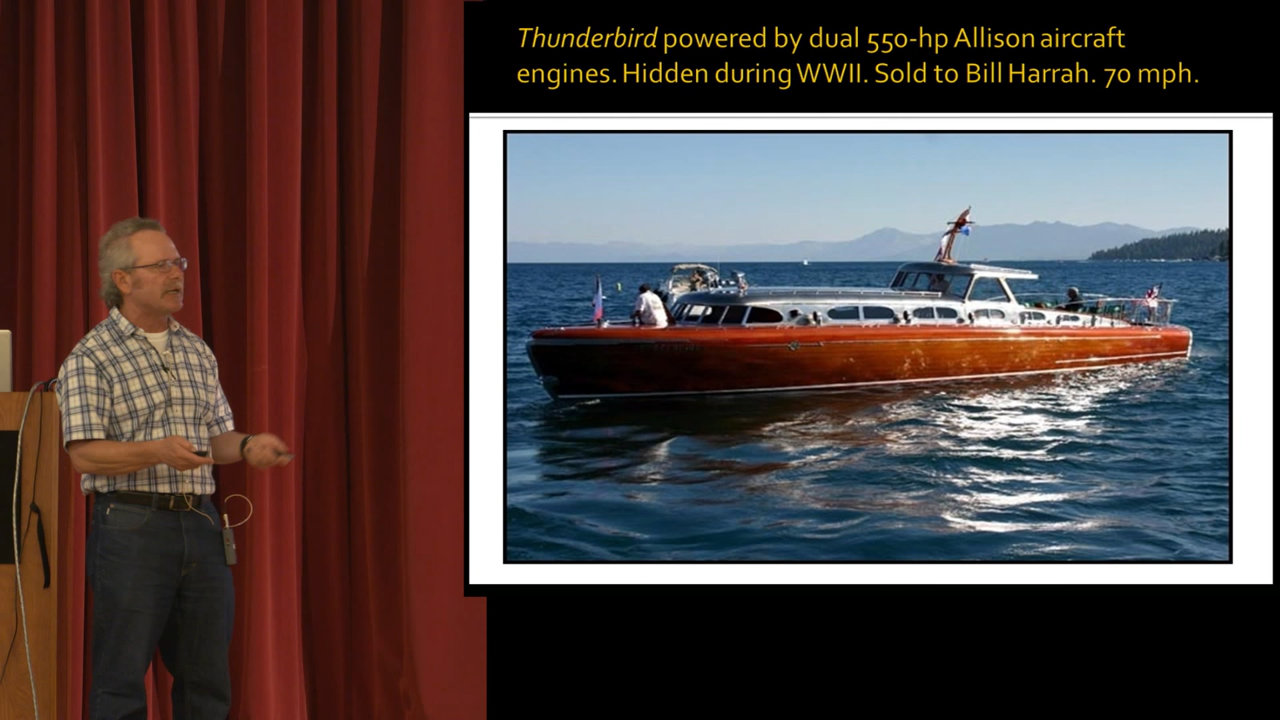 Thunderbird powered by dual 550-hp Allison aircraft
engines. Hidden during WWII. Sold to Bill Harrah. 70 mph.